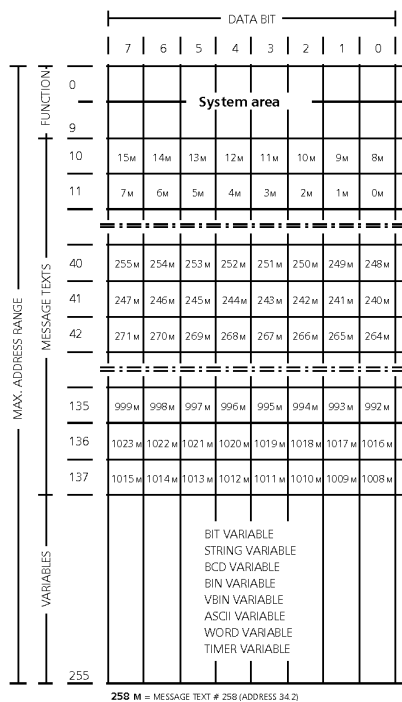 DATA BIT
7 6 5 4 3 2 1 0
MAX. ADDRESS RANGE
FUNCTION
0
System area
9
MESSAGE TEXTS
10 15M 14M 13M 12M 11M 10M 9M 8M
11 7M 6M 5M 4M 3M 2M 1M 0M
40 255M 254M 253M 252M 251M 250M 249M 248M
41 247M 246M 245M 244M 243M 242M 241M 240M
42 271M 270M 269M 268M 267M 266M 265M 264M
135 999M 998M 997M 996M 995M 994M 993M 992M
136 1023M 1022M 1021M 1020M 1019M 1018M 1017M 1016M
137 1015M 1014M 1013M 1012M 1011M 1010M 1009M 1008M
VARIABLES
BIT VARIABLE
STRING VARIABLE
BCD VARIABLE
BIN VARIABLE
VBIN VARIABLE
ASCII VARIABLE
WORD VARIABLE
TIMER VARIABLE
255
258 M = MESSAGE TEXT # 258 (ADDRESS 34.2)